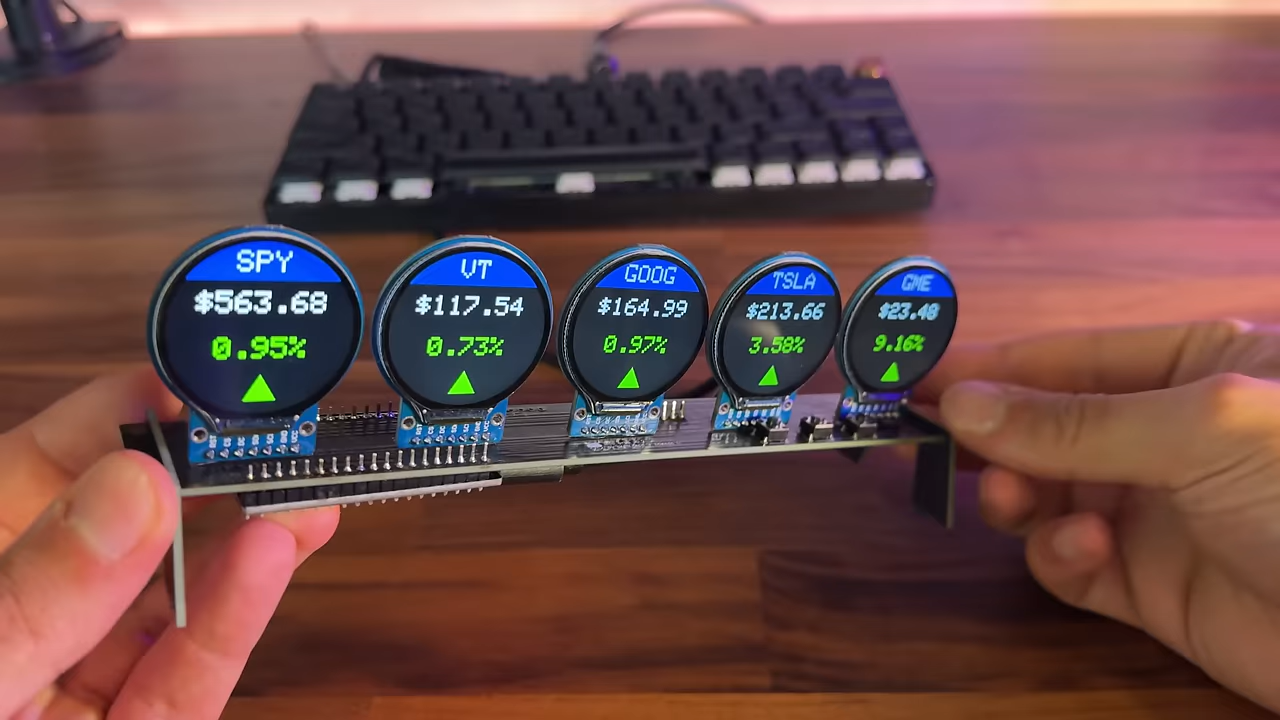 SPY
$563.68
0.95%
VT
$117.54
0.73%
GOOG
$164.99
0.97%
TSLA
$213.66
3.58%
GME
$23.48
9.16%